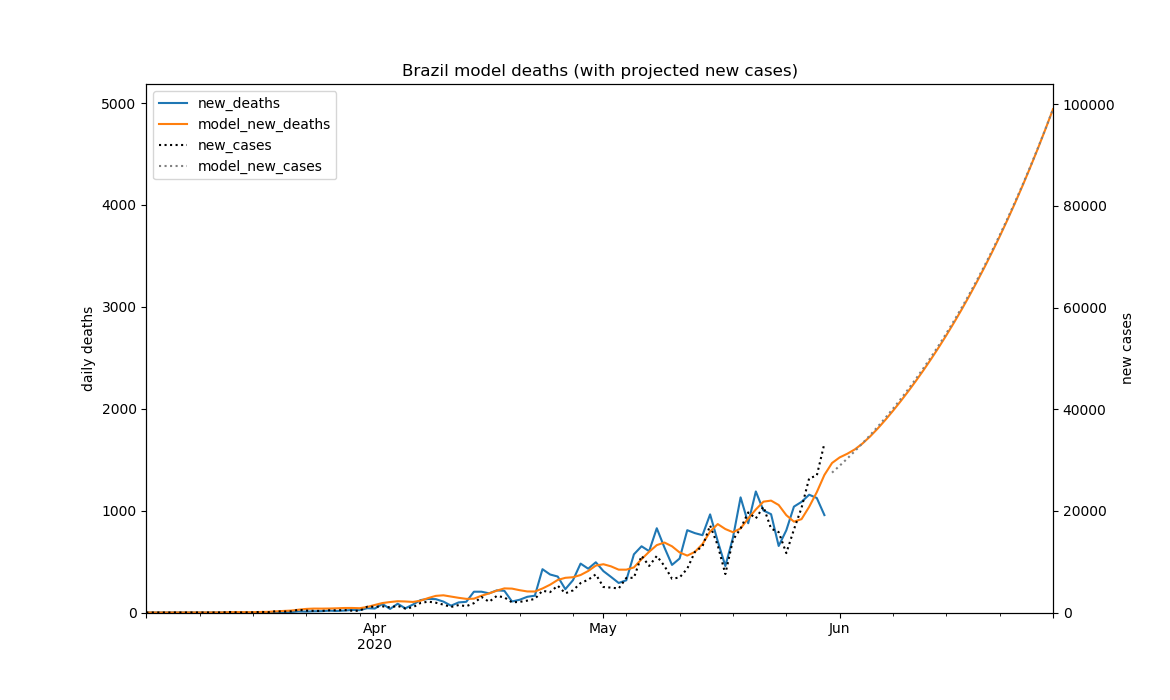 Brazil model deaths (with projected new cases)
new_deaths
model_new_deaths
new_cases
model_new_cases
daily deaths
5000
4000
3000
2000
1000
0
100000
80000
60000
40000
20000
0
new cases
Apr
2020
May
Jun